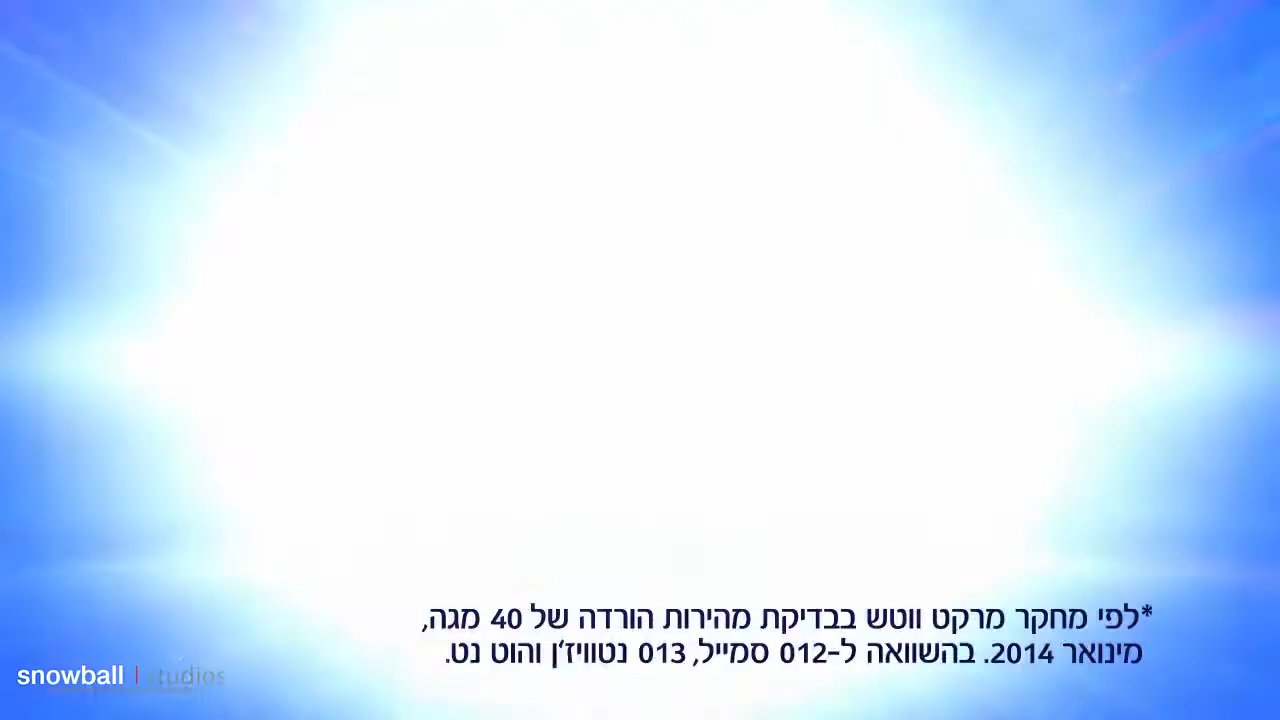 *לפי מחקר מרקט ווטש בבדיקת מהירות הורדה של 40 מגה,
מינואר 2014. בהשוואה ל-012 סמייל, 013 נטוויז'ן והוט נט.
snowball | studios